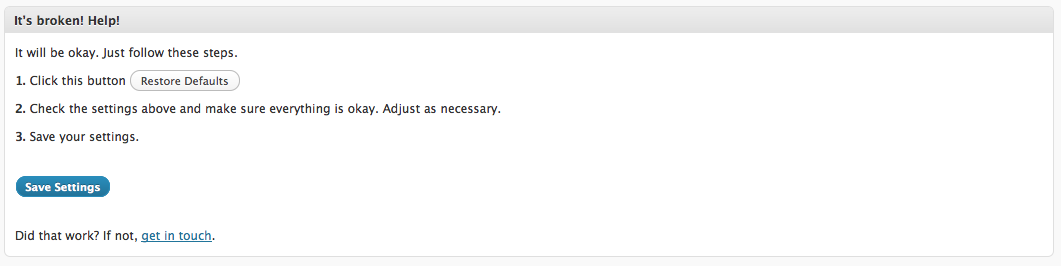 It's broken! Help!
It will be okay. Just follow these steps.
1. Click this button Restore Defaults
2. Check the settings above and make sure everything is okay. Adjust as necessary.
3. Save your settings.
Save Settings
Did that work? If not, get in touch.